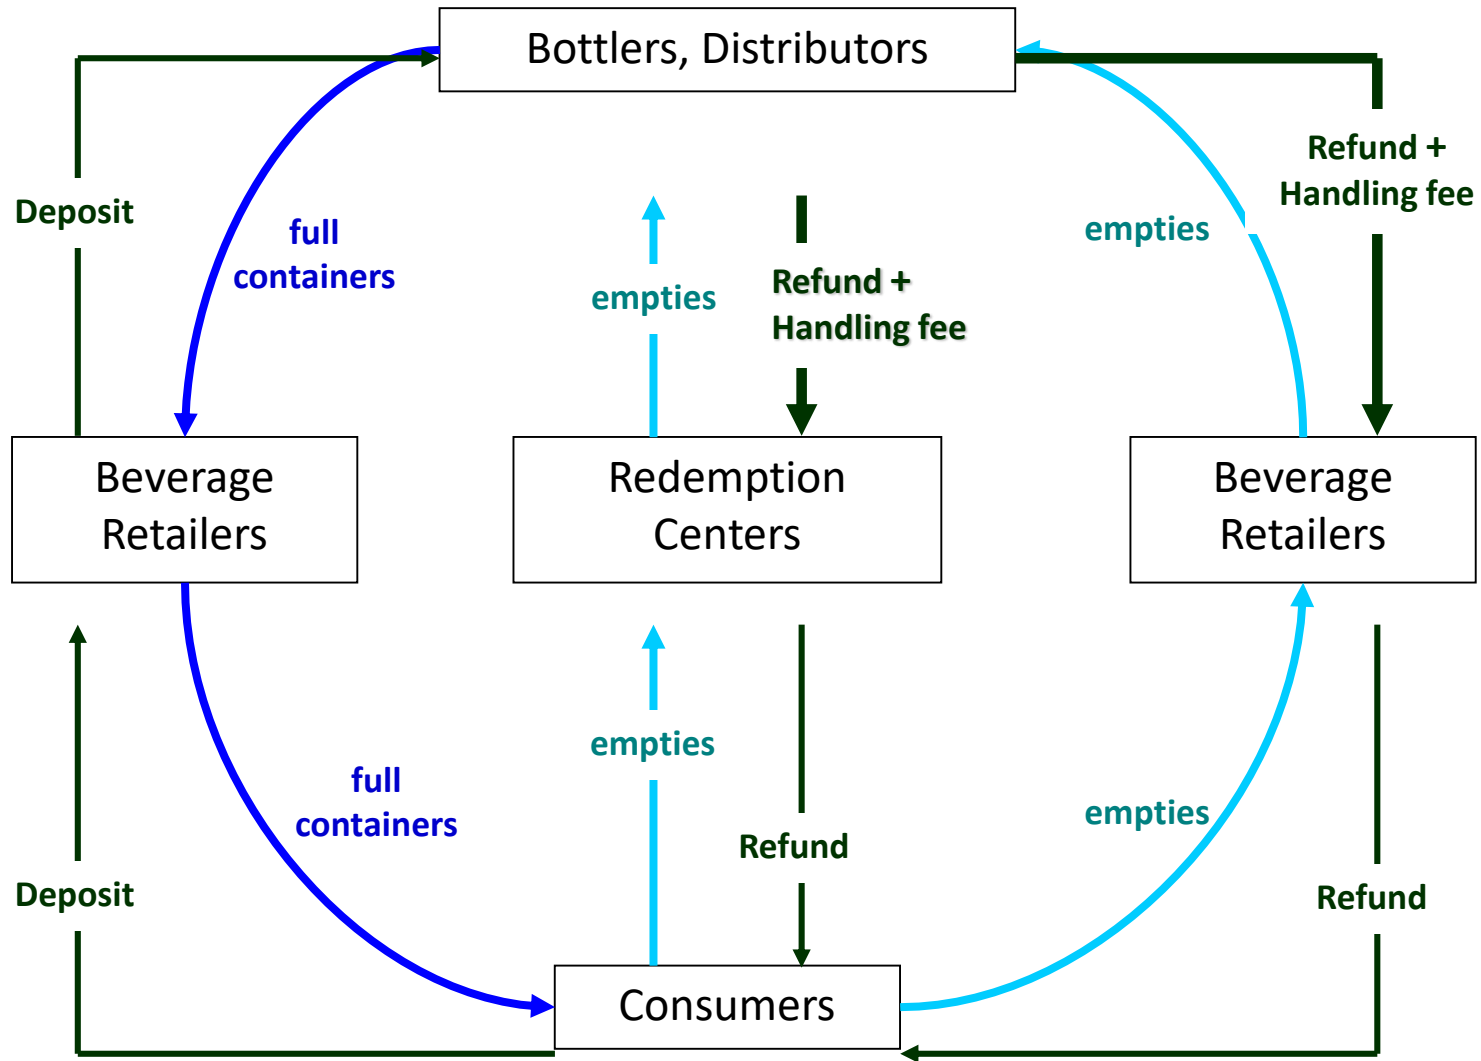 Bottlers, Distributors
Refund +
Handling fee
Deposit
full
containers
empties
Refund +
Handling fee
empties
Beverage
Retailers
Redemption
Centers
Beverage
Retailers
full
containers
empties
Refund
empties
Deposit
Refund
Consumers